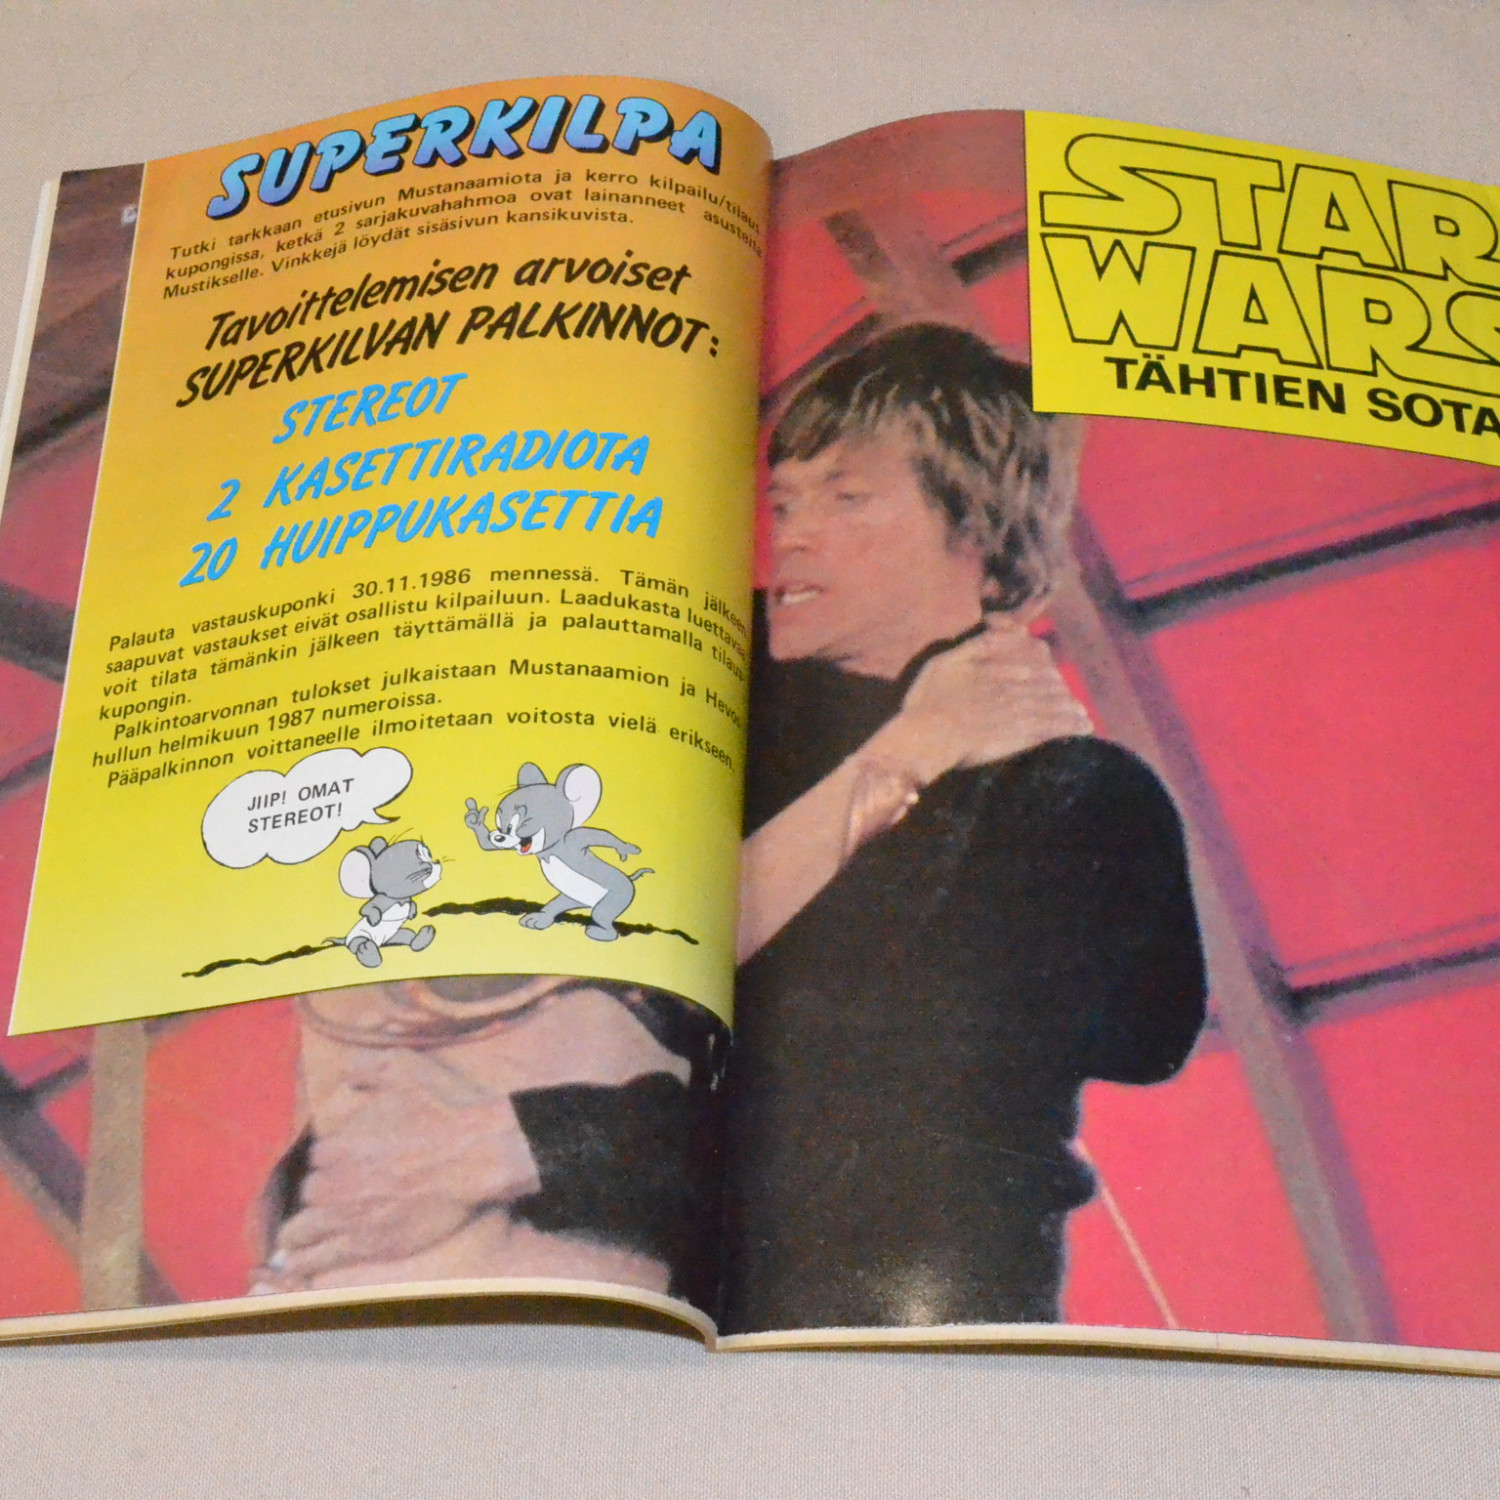 SUPERKILPA
Tutki tarkkaan etusivun Mustanaamiota ja kerro kilpailu/tilaus-
kupongissa, ketkä 2 sarjakuvahahmoa ovat lainanneet asusteita
Mustikselle. Vinkkejä löydät sisäsivun kansikuvista.
Tavoittelemisen arvoiset
SUPERKILVAN PALKINNOT:
STEREOT
2 KASETTIRADIOTA
20 HUIPPUKASETTIA
Palauta vastauskuponki 30.11.1986 mennessä. Tämän jälkeen
saapuvat vastaukset eivät osallistu kilpailuun. Laadukasta luettavaa
voit tilata tämänkin jälkeen täyttämällä ja palauttamalla tilaus-
kupongin.
Palkintoarvonnan tulokset julkaistaan Mustanaamion ja Hevos-
hullun helmikuun 1987 numeroissa.
Pääpalkinnon voittaneelle ilmoitetaan voitosta vielä erikseen.
JIIP! OMAT
STEREOT!
STAR
WARS
TÄHTIEN SOTA